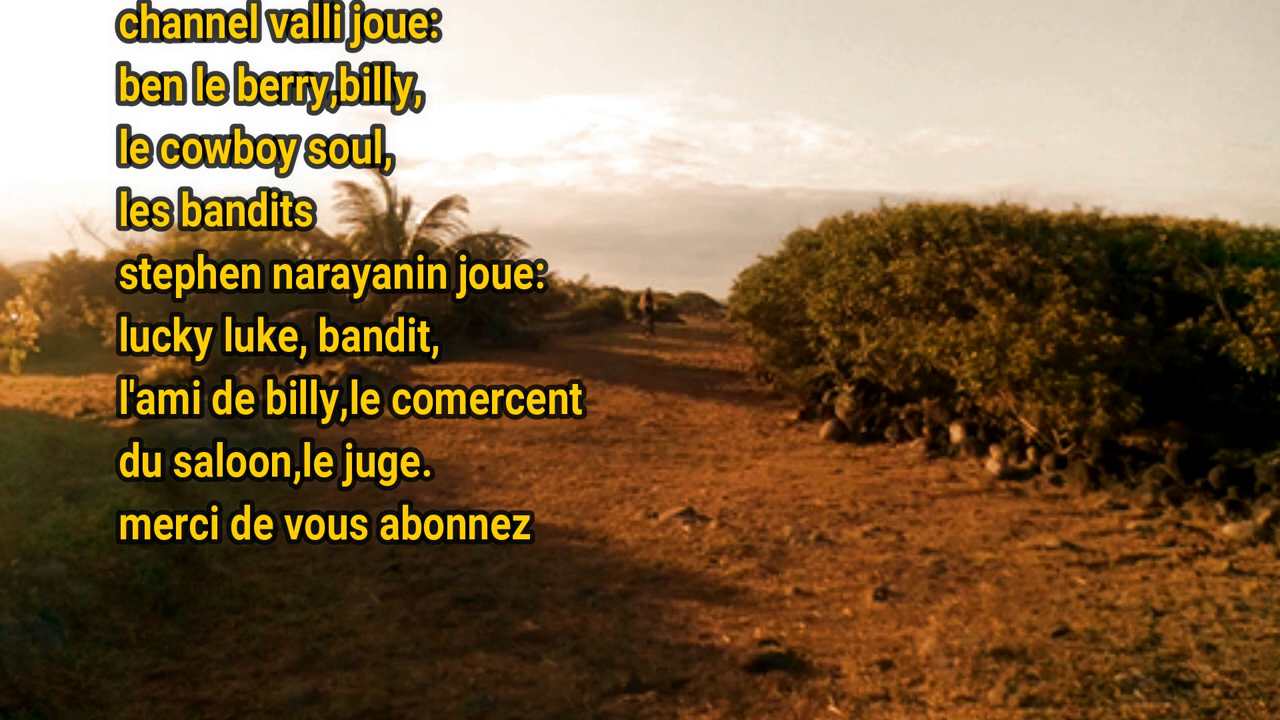 channel valli joue:
ben le berry,billy,
le cowboy soul,
les bandits
stephen narayanin joue:
lucky luke, bandit,
l'ami de billy,le comercent
du saloon,le juge.
merci de vous abonnez